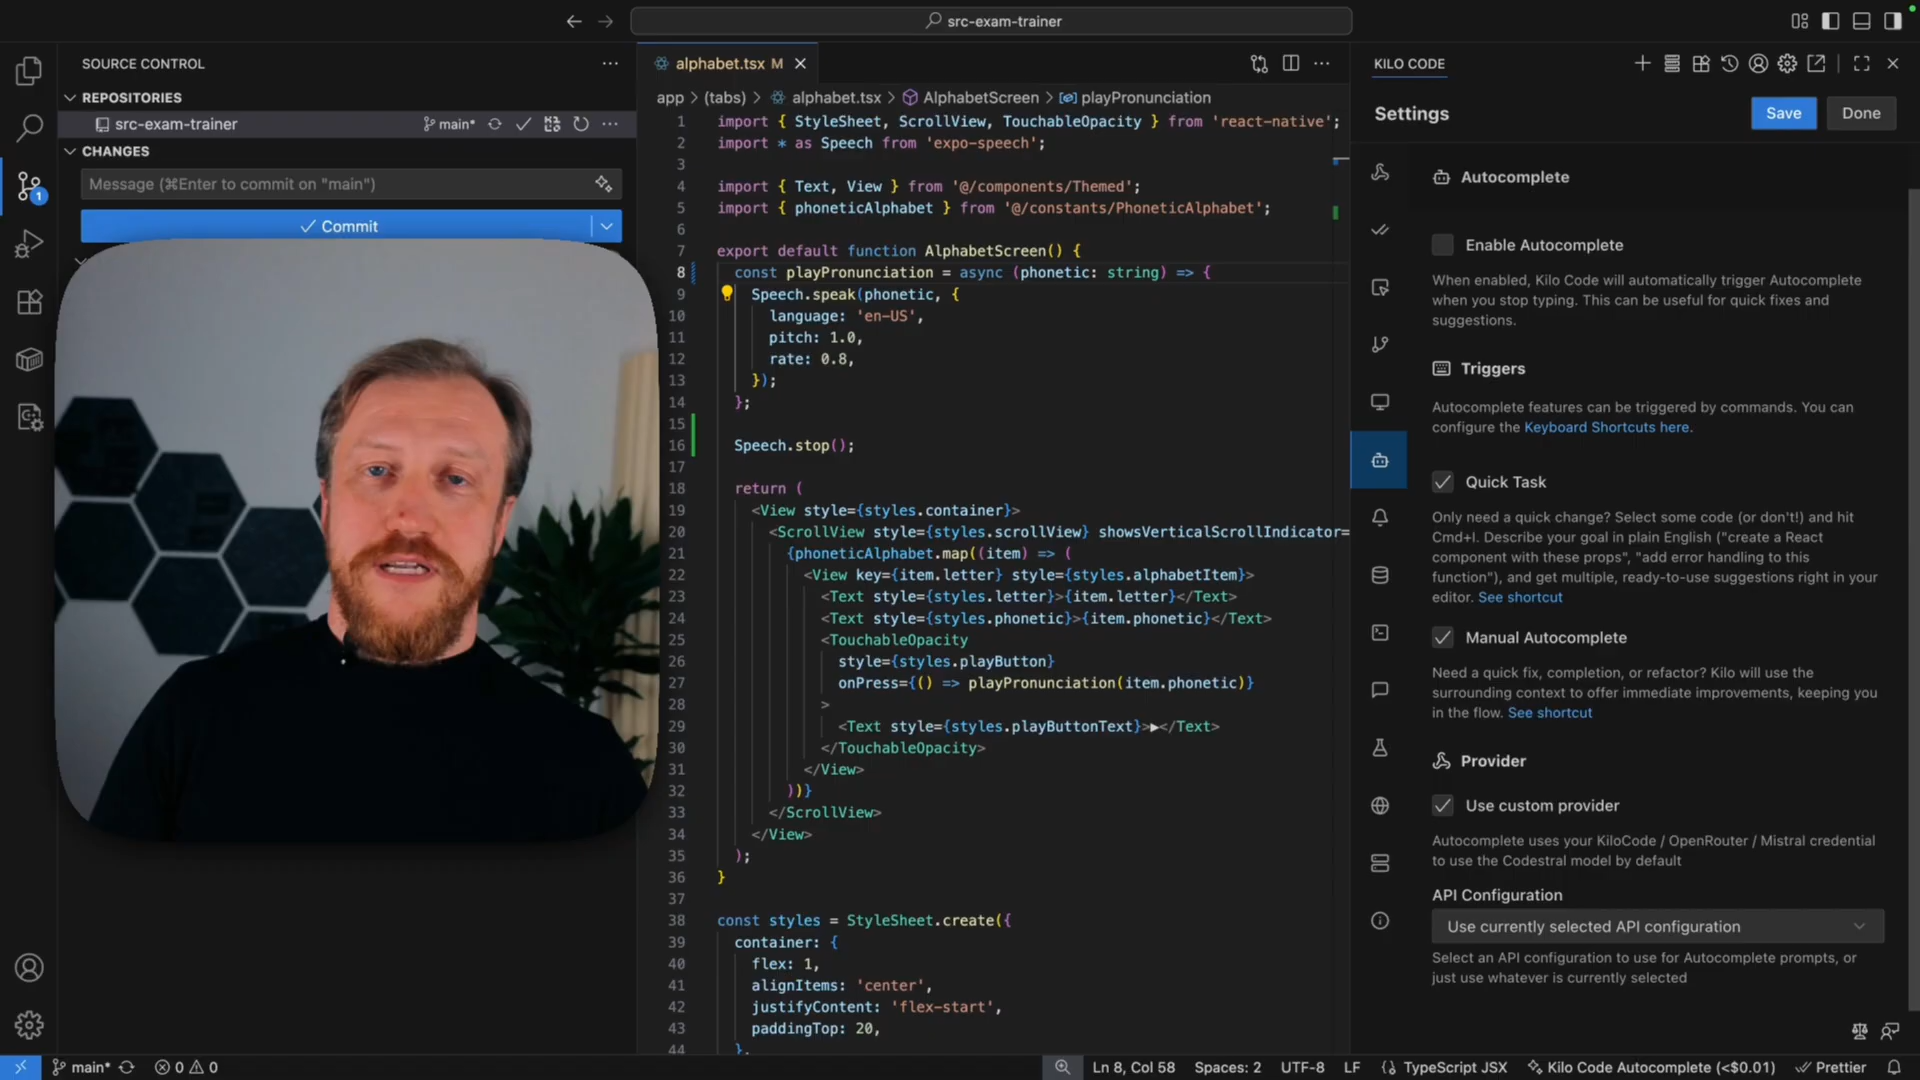 src-exam-trainer
SOURCE CONTROL
REPOSITORIES
src-exam-trainer
main*
CHANGES
Message (⌘Enter to commit on "main")
Commit
1
alphabet.tsx M
app > (tabs) > alphabet.tsx > AlphabetScreen > playPronunciation
1 import { StyleSheet, ScrollView, TouchableOpacity } from 'react-native';
2 import * as Speech from 'expo-speech';
3
4 import { Text, View } from '@/components/Themed';
5 import { phoneticAlphabet } from '@/constants/PhoneticAlphabet';
6
7 export default function AlphabetScreen() {
8 const playPronunciation = async (phonetic: string) => {
9 Speech.speak(phonetic, {
10 language: 'en-US',
11 pitch: 1.0,
12 rate: 0.8,
13 });
14 };
15
16 Speech.stop();
17
18 return (
19 <View style={styles.container}>
20 <ScrollView style={styles.scrollView} showsVerticalScrollIndicator=
21 {phoneticAlphabet.map((item) => (
22 <View key={item.letter} style={styles.alphabetItem}>
23 <Text style={styles.letter}>{item.letter}</Text>
24 <Text style={styles.phonetic}>{item.phonetic}</Text>
25 <TouchableOpacity
26 style={styles.playButton}
27 onPress={() => playPronunciation(item.phonetic)}
28 >
29 <Text style={styles.playButtonText}>▶</Text>
30 </TouchableOpacity>
31 </View>
32 ))}
33 </ScrollView>
34 </View>
35 );
36 }
37
38 const styles = StyleSheet.create({
39 container: {
40 flex: 1,
41 alignItems: 'center',
42 justifyContent: 'flex-start',
43 paddingTop: 20,
44 },
KILO CODE
Settings
Save
Done
Autocomplete
Enable Autocomplete
When enabled, Kilo Code will automatically trigger Autocomplete
when you stop typing. This can be useful for quick fixes and
suggestions.
Triggers
Autocomplete features can be triggered by commands. You can
configure the Keyboard Shortcuts here.
Quick Task
Only need a quick change? Select some code (or don't!) and hit
Cmd+I. Describe your goal in plain English ("create a React
component with these props", "add error handling to this
function"), and get multiple, ready-to-use suggestions right in your
editor. See shortcut
Manual Autocomplete
Need a quick fix, completion, or refactor? Kilo will use the
surrounding context to offer immediate improvements, keeping you
in the flow. See shortcut
Provider
Use custom provider
Autocomplete uses your KiloCode / OpenRouter / Mistral credential
to use the Codestral model by default
API Configuration
Use currently selected API configuration
Select an API configuration to use for Autocomplete prompts, or
just use whatever is currently selected
main* 0 0
Ln 8, Col 58 Spaces: 2 UTF-8 LF {} TypeScript JSX Kilo Code Autocomplete (<$0.01) Prettier